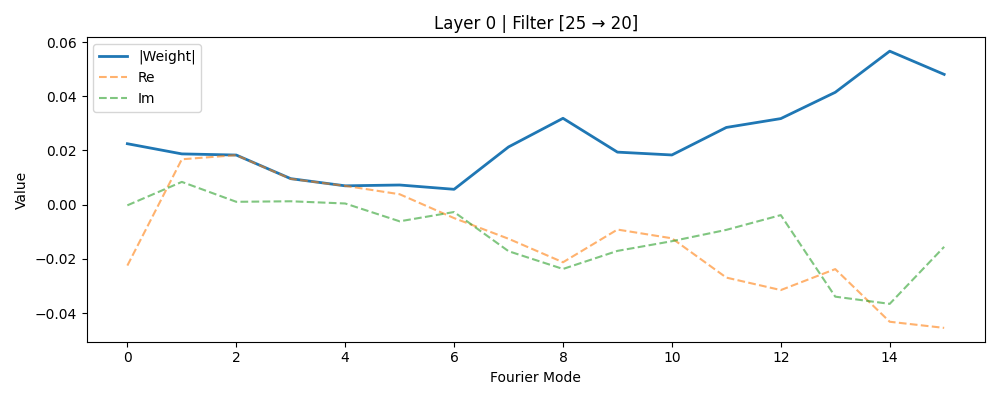 Layer 0 | Filter [25 → 20]
|Weight|
Re
Im
0.06
0.04
0.02
0.00
−0.02
−0.04
Value
0 2 4 6 8 10 12 14
Fourier Mode